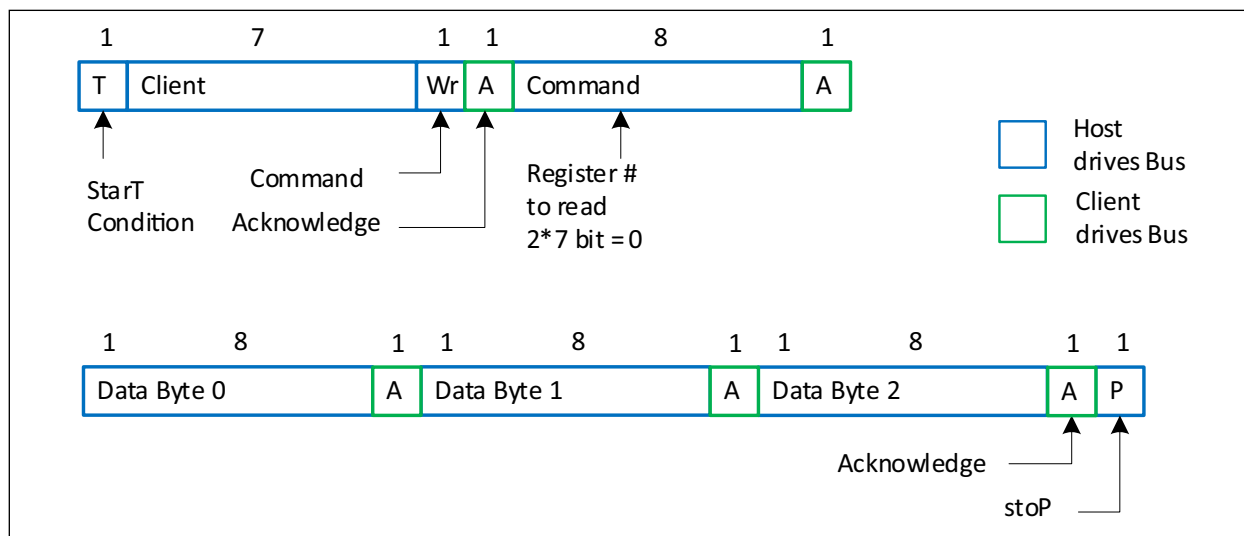 1 7 1 1 8 1
T Client Wr A Command A
StarT
Condition
Command
Acknowledge
Register #
to read
2*7 bit = 0
Host
drives Bus
Client
drives Bus
1 8 1 1 8 1 1 8 1 1
Data Byte 0 A Data Byte 1 A Data Byte 2 A P
Acknowledge
stoP